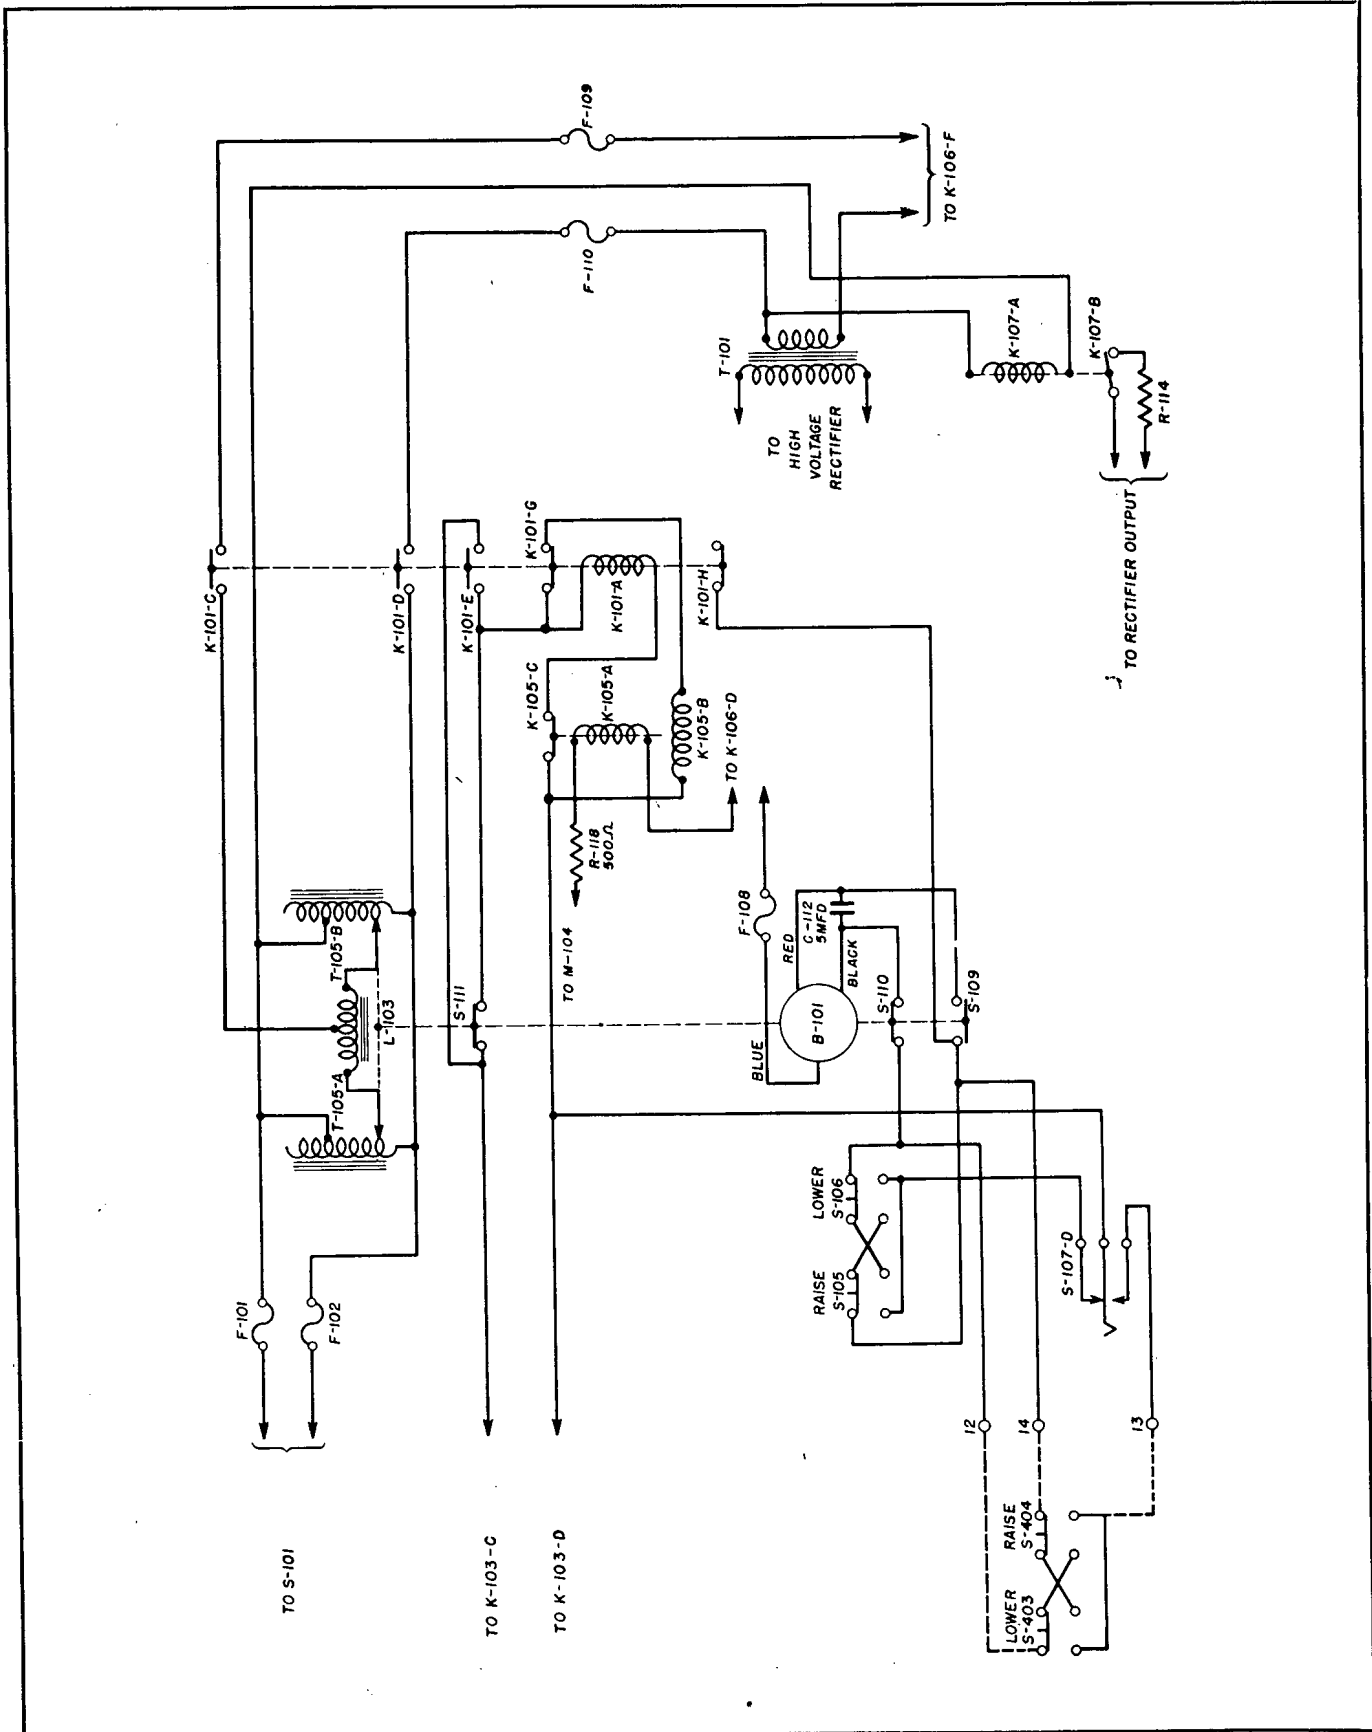 TO S-101
F-101
F-102
T-105-A
T-105-B
L-103
K-101-C
K-101-D
F-109
F-110
TO K-106-F
TO K-103-C
S-111
K-101-E
K-101-G
K-101-A
K-101-H
TO K-103-D
TO M-104
R-118
500Ω
K-105-C
K-105-A
K-105-B
TO K-106-D
T-101
TO
HIGH
VOLTAGE
RECTIFIER
K-107-A
K-107-B
R-114
TO RECTIFIER OUTPUT
F-108
BLUE
RED
BLACK
B-101
C-112
5MFD
S-110
S-109
RAISE
S-105
LOWER
S-106
S-107-D
12
14
13
LOWER
S-403
RAISE
S-404